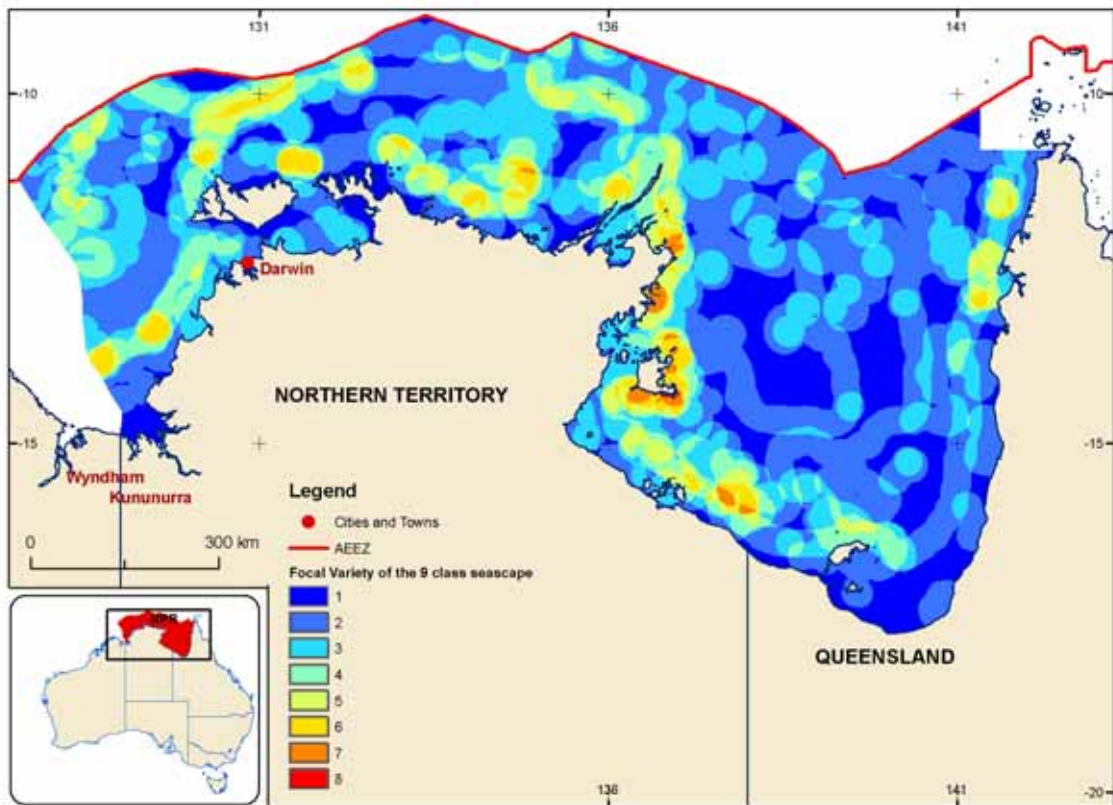 131 136 141
-10 -10
Darwin
NORTHERN TERRITORY
-15 -15
Wyndham
Kununurra
Legend
Cities and Towns
0 300 km
AEEZ
Focal Variety of the 9 class seascape
1
2
3
4
5
6
7
8
QUEENSLAND
136 141 -20